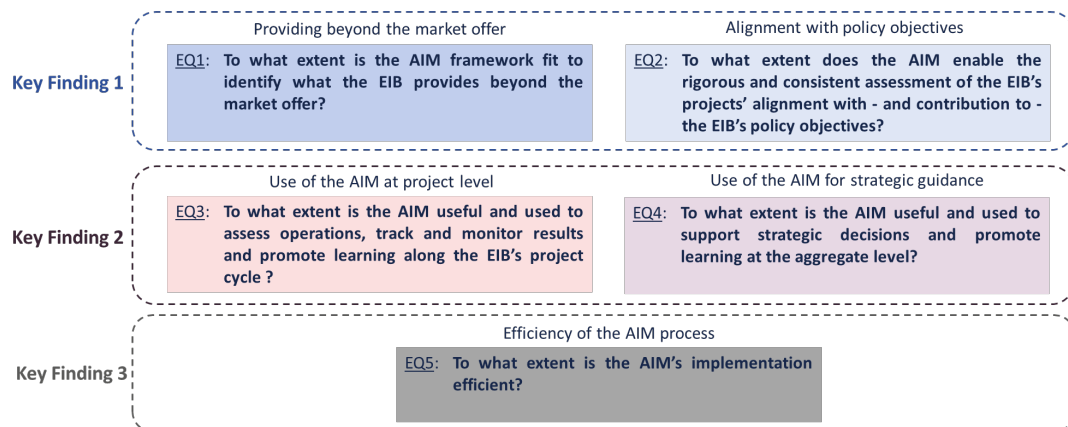 Key Finding 1
Providing beyond the market offer
EQ1: To what extent is the AIM framework fit to
identify what the EIB provides beyond the
market offer?
Alignment with policy objectives
EQ2: To what extent does the AIM enable the
rigorous and consistent assessment of the EIB's
projects' alignment with - and contribution to -
the EIB's policy objectives?
Key Finding 2
Use of the AIM at project level
EQ3: To what extent is the AIM useful and used to
assess operations, track and monitor results
and promote learning along the EIB's project
cycle ?
Use of the AIM for strategic guidance
EQ4: To what extent is the AIM useful and used to
support strategic decisions and promote
learning at the aggregate level?
Key Finding 3
Efficiency of the AIM process
EQ5: To what extent is the AIM's implementation
efficient?